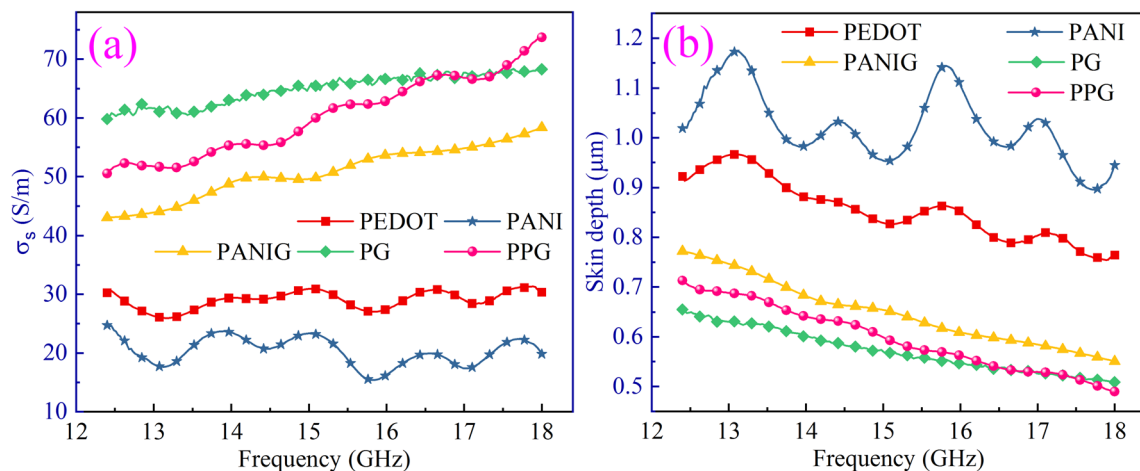 (a)
PEDOT PANI
PANIG PG PPG
σs (S/m)
70
60
50
40
30
20
10
12 13 14 15 16 17 18
Frequency (GHz)
(b)
PEDOT PANI
PANIG PG
PPG
Skin depth (μm)
1.2
1.1
1.0
0.9
0.8
0.7
0.6
0.5
12 13 14 15 16 17 18
Frequency (GHz)